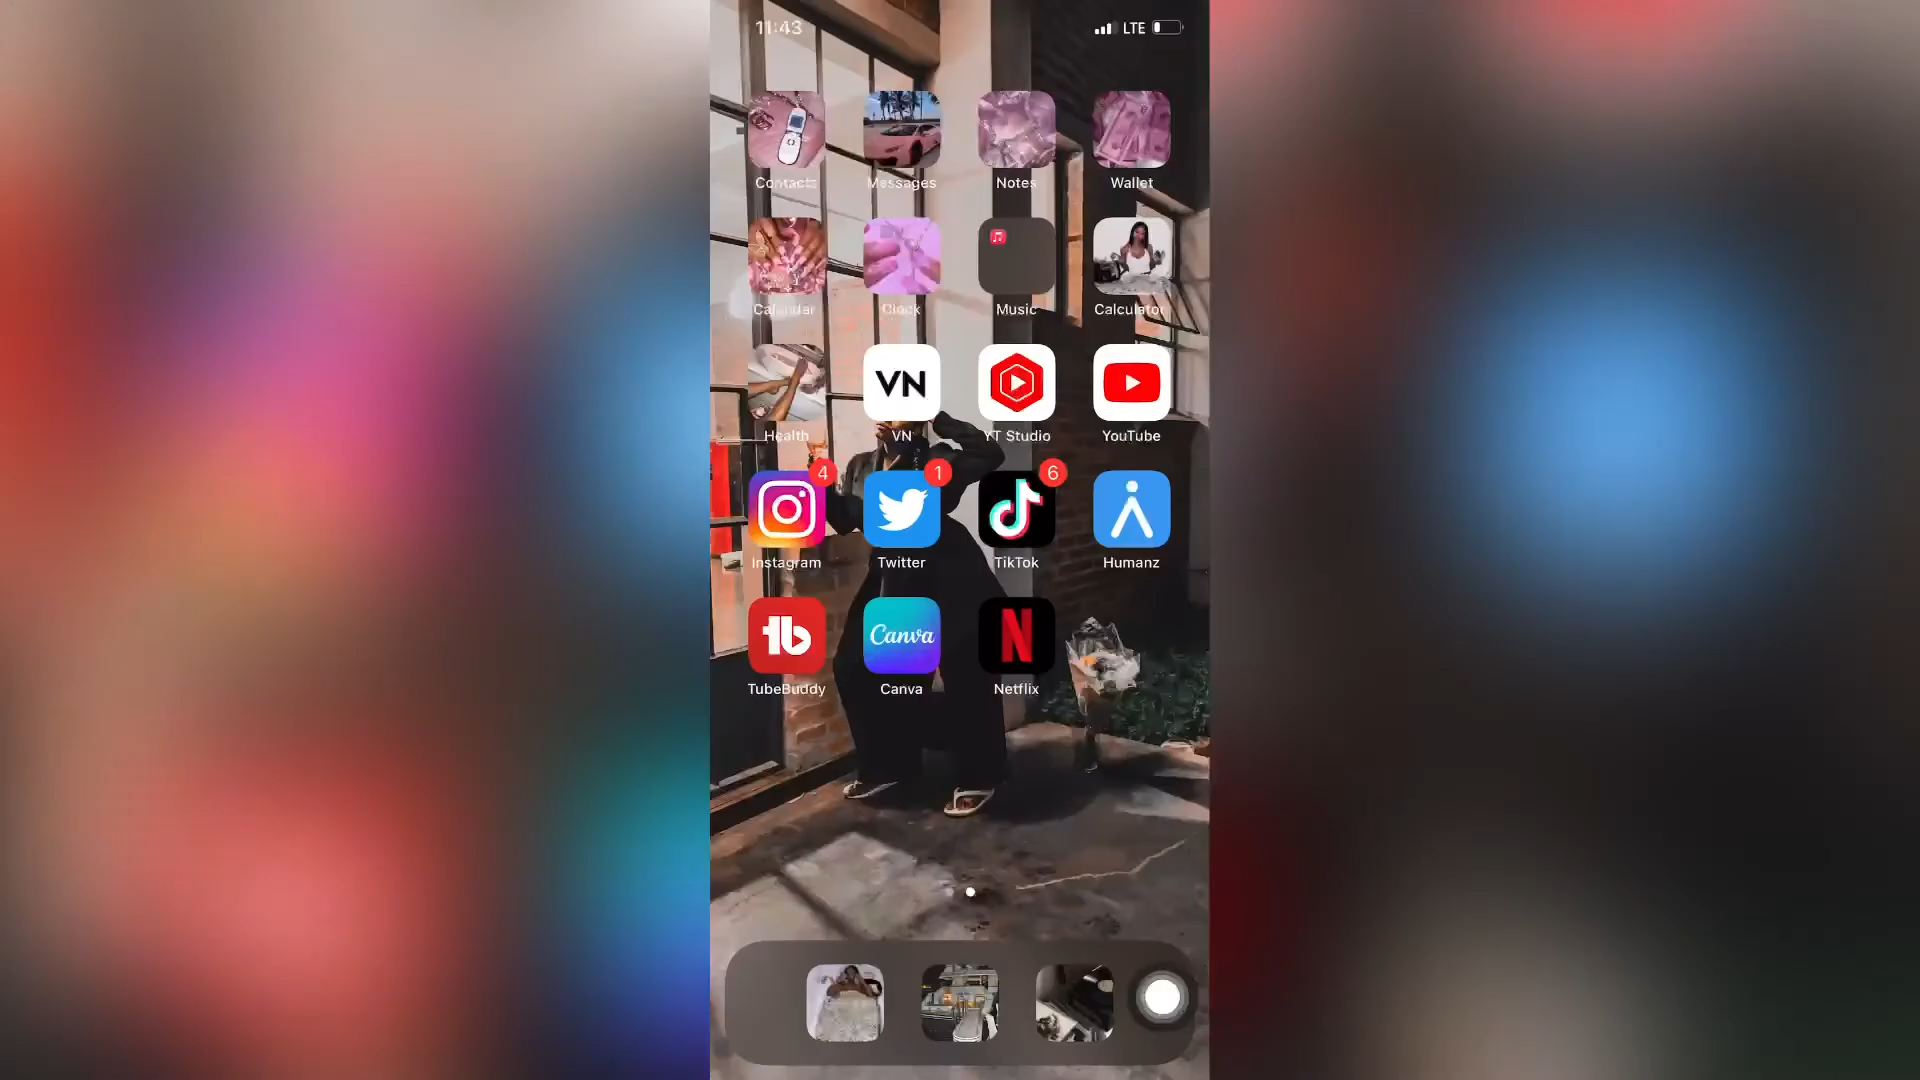 11:43 LTE
Contacts Messages Notes Wallet
Calendar Clock Music Calculator
VN
Health VN YT Studio YouTube
4 1 6
Instagram Twitter TikTok Humanz
tb Canva N
TubeBuddy Canva Netflix